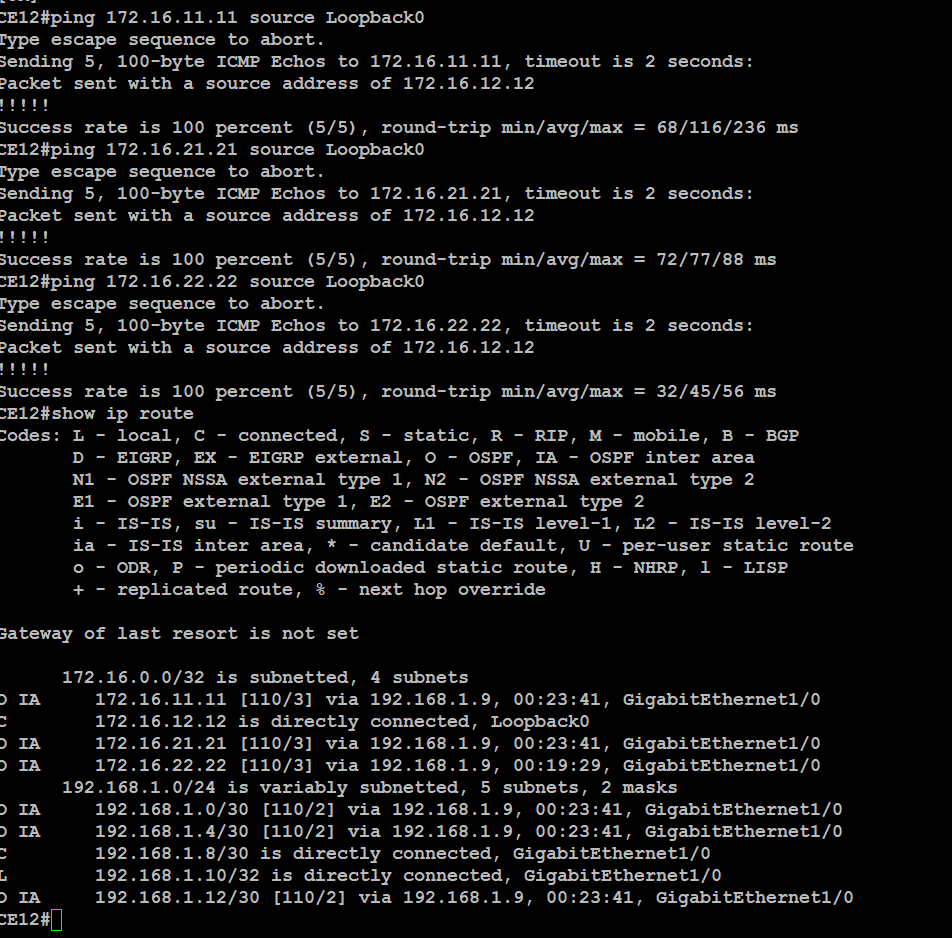 CE12#ping 172.16.11.11 source Loopback0
Type escape sequence to abort.
Sending 5, 100-byte ICMP Echos to 172.16.11.11, timeout is 2 seconds:
Packet sent with a source address of 172.16.12.12
!!!!!
Success rate is 100 percent (5/5), round-trip min/avg/max = 68/116/236 ms
CE12#ping 172.16.21.21 source Loopback0
Type escape sequence to abort.
Sending 5, 100-byte ICMP Echos to 172.16.21.21, timeout is 2 seconds:
Packet sent with a source address of 172.16.12.12
!!!!!
Success rate is 100 percent (5/5), round-trip min/avg/max = 72/77/88 ms
CE12#ping 172.16.22.22 source Loopback0
Type escape sequence to abort.
Sending 5, 100-byte ICMP Echos to 172.16.22.22, timeout is 2 seconds:
Packet sent with a source address of 172.16.12.12
!!!!!
Success rate is 100 percent (5/5), round-trip min/avg/max = 32/45/56 ms
CE12#show ip route
Codes: L - local, C - connected, S - static, R - RIP, M - mobile, B - BGP
       D - EIGRP, EX - EIGRP external, O - OSPF, IA - OSPF inter area
       N1 - OSPF NSSA external type 1, N2 - OSPF NSSA external type 2
       E1 - OSPF external type 1, E2 - OSPF external type 2
       i - IS-IS, su - IS-IS summary, L1 - IS-IS level-1, L2 - IS-IS level-2
       ia - IS-IS inter area, * - candidate default, U - per-user static route
       o - ODR, P - periodic downloaded static route, H - NHRP, l - LISP
       + - replicated route, % - next hop override
Gateway of last resort is not set
      172.16.0.0/32 is subnetted, 4 subnets
O IA     172.16.11.11 [110/3] via 192.168.1.9, 00:23:41, GigabitEthernet1/0
C        172.16.12.12 is directly connected, Loopback0
O IA     172.16.21.21 [110/3] via 192.168.1.9, 00:23:41, GigabitEthernet1/0
O IA     172.16.22.22 [110/3] via 192.168.1.9, 00:19:29, GigabitEthernet1/0
      192.168.1.0/24 is variably subnetted, 5 subnets, 2 masks
O IA     192.168.1.0/30 [110/2] via 192.168.1.9, 00:23:41, GigabitEthernet1/0
O IA     192.168.1.4/30 [110/2] via 192.168.1.9, 00:23:41, GigabitEthernet1/0
C        192.168.1.8/30 is directly connected, GigabitEthernet1/0
L        192.168.1.10/32 is directly connected, GigabitEthernet1/0
O IA     192.168.1.12/30 [110/2] via 192.168.1.9, 00:23:41, GigabitEthernet1/0
CE12#